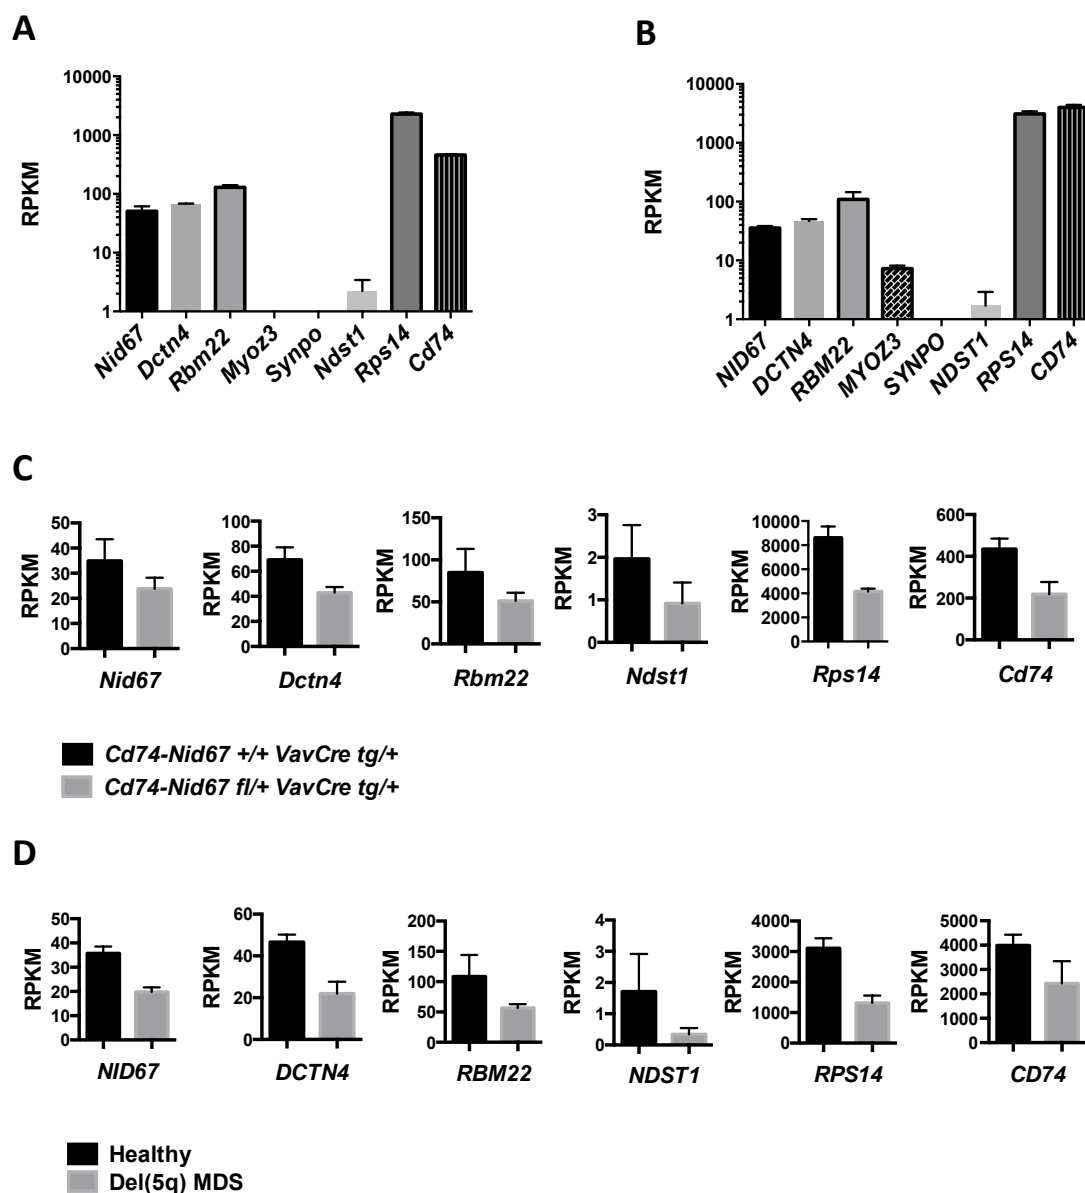 A
RPKM
10000
1000
100
10
1
Nid67
Dctn4
Rbm22
Myoz3
Synpo
Ndst1
Rps14
Cd74
B
RPKM
10000
1000
100
10
1
NID67
DCTN4
RBM22
MYOZ3
SYNPO
NDST1
RPS14
CD74
C
RPKM
50
40
30
20
10
0
Nid67
RPKM
100
80
60
40
20
0
Dctn4
RPKM
150
100
50
0
Rbm22
RPKM
3
2
1
0
Ndst1
RPKM
10000
8000
6000
4000
2000
0
Rps14
RPKM
600
400
200
0
Cd74
Cd74-Nid67 +/+ VavCre tg/+
Cd74-Nid67 fl/+ VavCre tg/+
D
RPKM
50
40
30
20
10
0
NID67
RPKM
60
40
20
0
DCTN4
RPKM
200
150
100
50
0
RBM22
RPKM
4
3
2
1
0
NDST1
RPKM
4000
3000
2000
1000
0
RPS14
RPKM
5000
4000
3000
2000
1000
0
CD74
Healthy
Del(5q) MDS